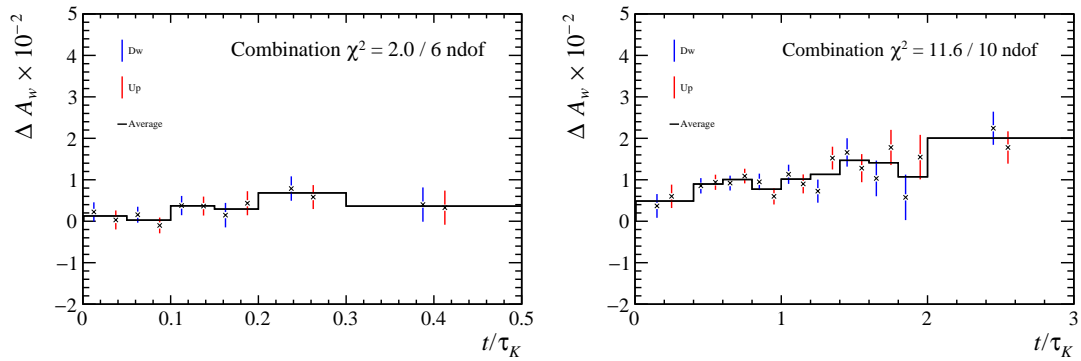 Δ A_w × 10⁻²
5
4
3
2
1
0
−1
−2
Dw
Up
Average
Combination χ² = 2.0 / 6 ndof
0 0.1 0.2 0.3 0.4 0.5
t/τ_K
Δ A_w × 10⁻²
5
4
3
2
1
0
−1
−2
Dw
Up
Average
Combination χ² = 11.6 / 10 ndof
0 1 2 3
t/τ_K